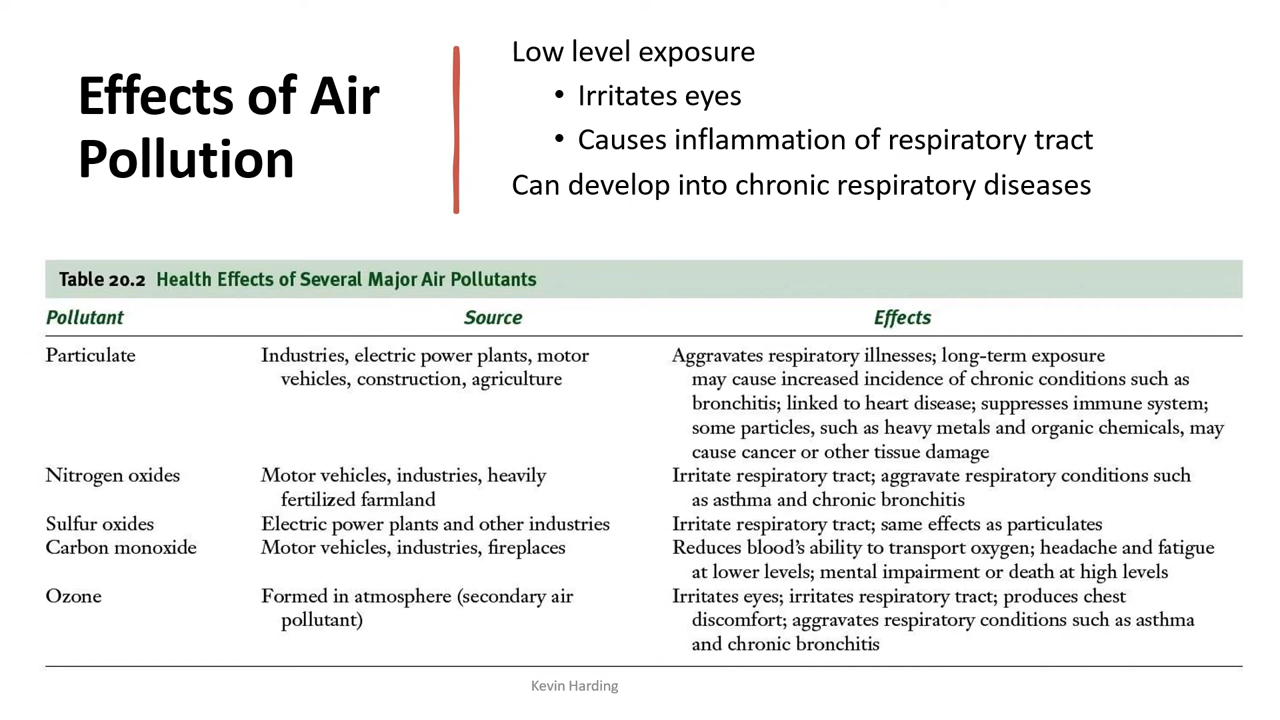 Effects of Air
Pollution
Low level exposure
• Irritates eyes
• Causes inflammation of respiratory tract
Can develop into chronic respiratory diseases
Table 20.2 Health Effects of Several Major Air Pollutants
Pollutant Source Effects
Particulate Industries, electric power plants, motor Aggravates respiratory illnesses; long-term exposure
vehicles, construction, agriculture may cause increased incidence of chronic conditions such as
bronchitis; linked to heart disease; suppresses immune system;
some particles, such as heavy metals and organic chemicals, may
cause cancer or other tissue damage
Nitrogen oxides Motor vehicles, industries, heavily Irritate respiratory tract; aggravate respiratory conditions such
fertilized farmland as asthma and chronic bronchitis
Sulfur oxides Electric power plants and other industries Irritate respiratory tract; same effects as particulates
Carbon monoxide Motor vehicles, industries, fireplaces Reduces blood's ability to transport oxygen; headache and fatigue
at lower levels; mental impairment or death at high levels
Ozone Formed in atmosphere (secondary air Irritates eyes; irritates respiratory tract; produces chest
pollutant) discomfort; aggravates respiratory conditions such as asthma
and chronic bronchitis
Kevin Harding